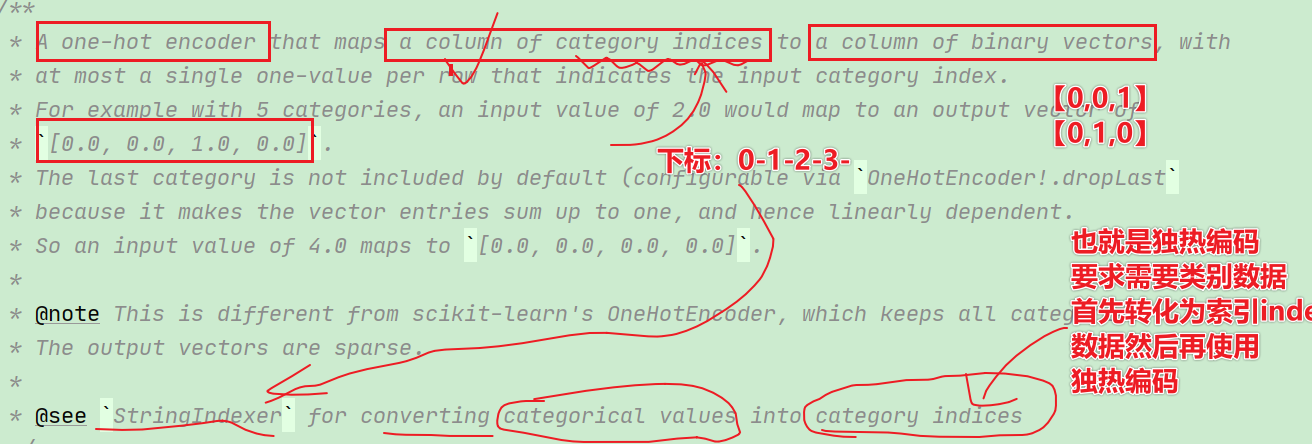 /**
* A one-hot encoder that maps a column of category indices to a column of binary vectors, with
* at most a single one-value per row that indicates the input category index.
* For example with 5 categories, an input value of 2.0 would map to an output vector of
* `[0.0, 0.0, 1.0, 0.0]`.
* The last category is not included by default (configurable via `OneHotEncoder!.dropLast`
* because it makes the vector entries sum up to one, and hence linearly dependent.
* So an input value of 4.0 maps to `[0.0, 0.0, 0.0, 0.0]`.
*
* @note This is different from scikit-learn's OneHotEncoder, which keeps all categ
* The output vectors are sparse.
*
* @see `StringIndexer` for converting categorical values into category indices
【0,0,1】
【0,1,0】
下标：0-1-2-3-
也就是独热编码
要求需要类别数据
首先转化为索引inde
数据然后再使用
独热编码